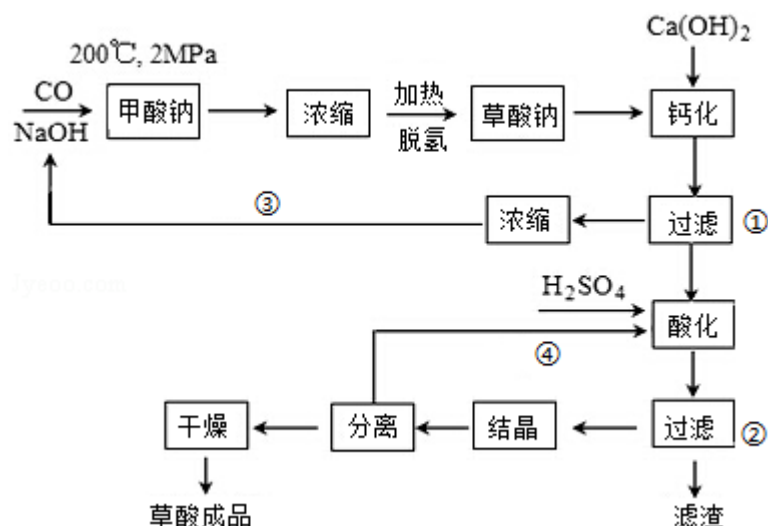 200℃, 2MPa
Ca(OH)₂
CO
NaOH
甲酸钠
浓缩
加热
脱氢
草酸钠
钙化
③
浓缩
过滤
①
H₂SO₄
酸化
④
干燥
分离
结晶
过滤
②
草酸成品
滤渣